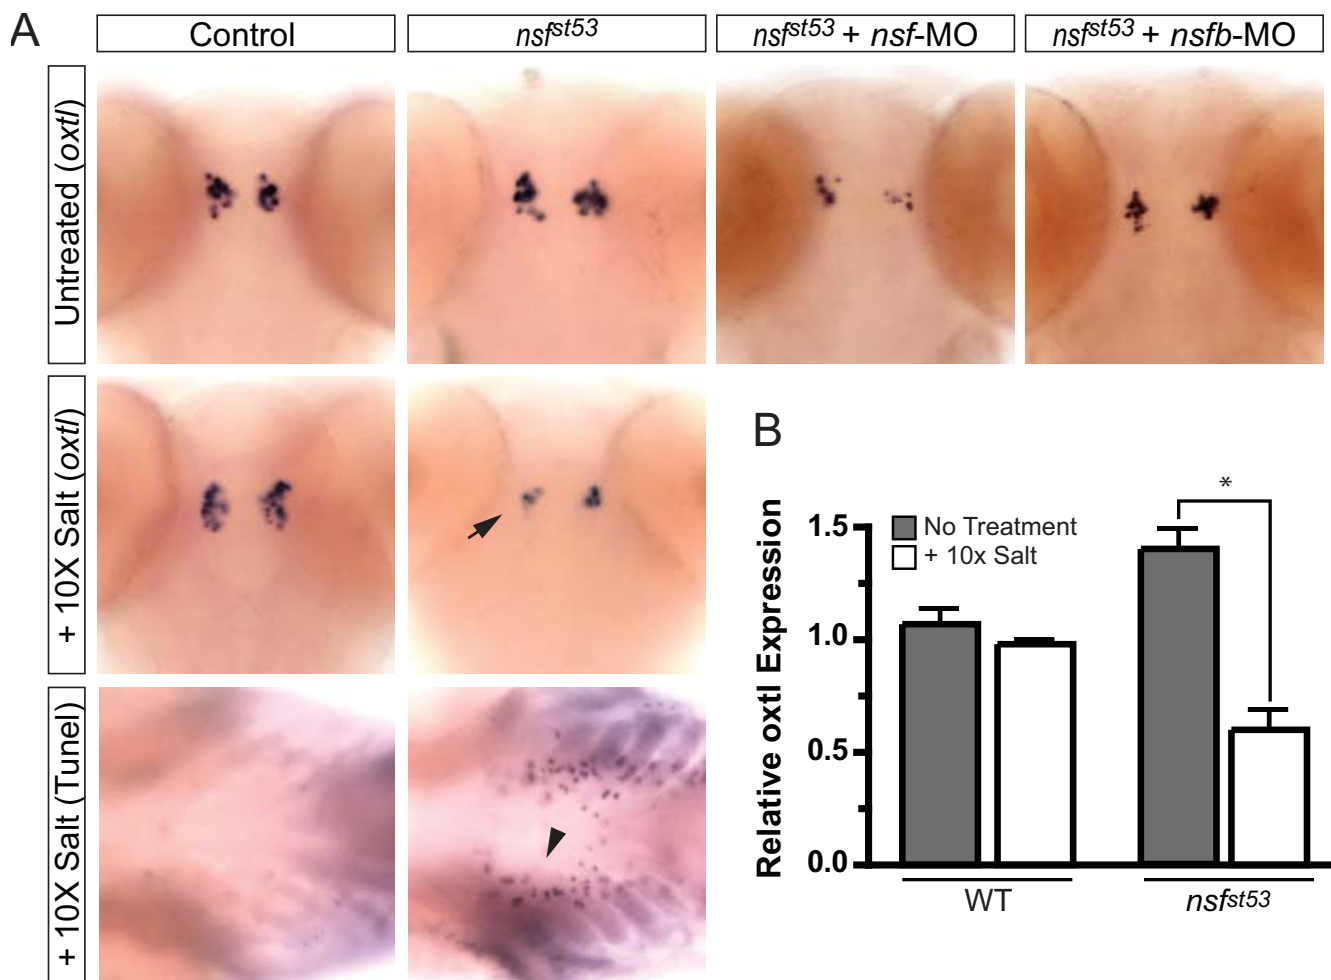 A
Control
nsfst53
nsfst53 + nsf-MO
nsfst53 + nsfb-MO
Untreated (oxtl)
+ 10X Salt (oxtl)
+ 10X Salt (Tunel)
B
Relative oxtl Expression
1.5
1.0
0.5
0.0
No Treatment
+ 10x Salt
*
WT
nsfst53